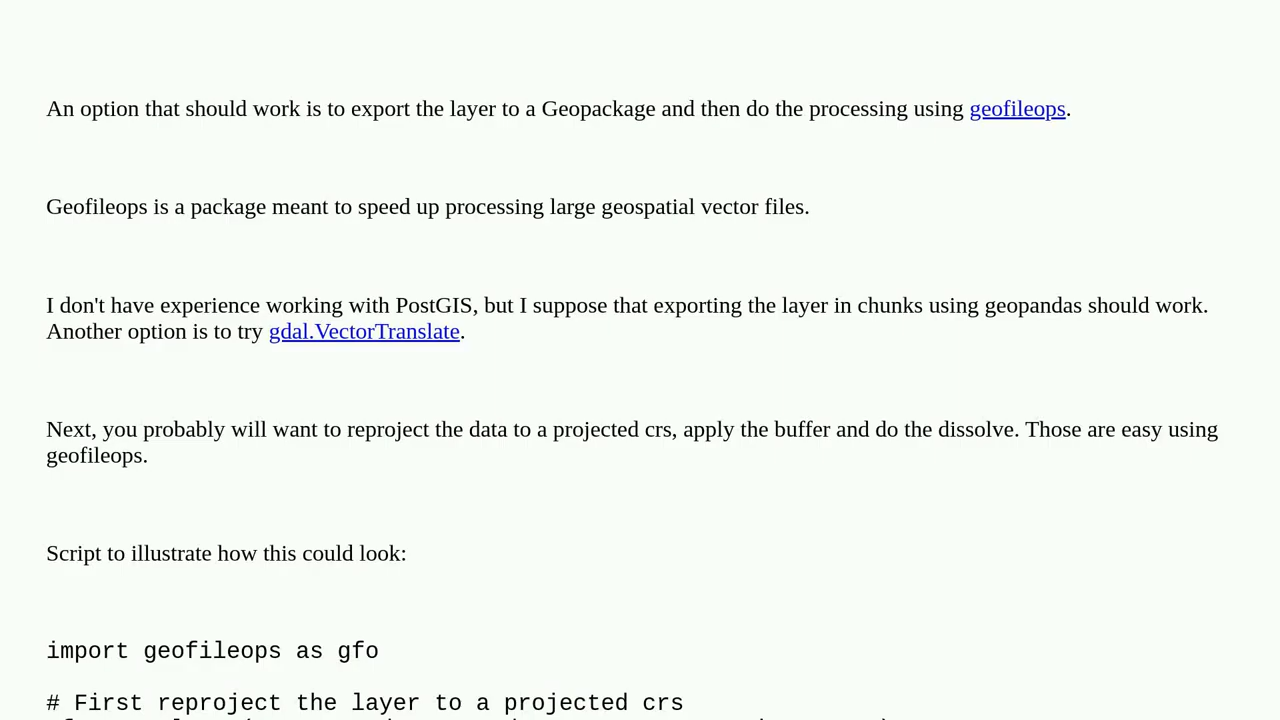 An option that should work is to export the layer to a Geopackage and then do the processing using geofileops.
Geofileops is a package meant to speed up processing large geospatial vector files.
I don't have experience working with PostGIS, but I suppose that exporting the layer in chunks using geopandas should work.
Another option is to try gdal.VectorTranslate.
Next, you probably will want to reproject the data to a projected crs, apply the buffer and do the dissolve. Those are easy using
geofileops.
Script to illustrate how this could look:
import geofileops as gfo
# First reproject the layer to a projected crs